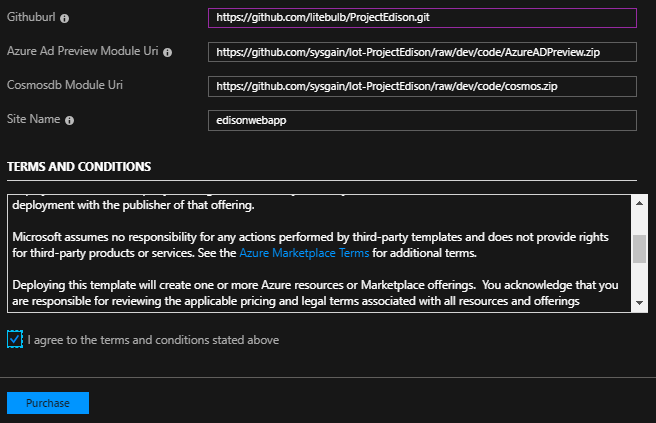 Githuburl https://github.com/litebulb/ProjectEdison.git
Azure Ad Preview Module Uri https://github.com/sysgain/Iot-ProjectEdison/raw/dev/code/AzureADPreview.zip
Cosmosdb Module Uri https://github.com/sysgain/Iot-ProjectEdison/raw/dev/code/cosmos.zip
Site Name edisonwebapp
TERMS AND CONDITIONS
deployment with the publisher of that offering.
Microsoft assumes no responsibility for any actions performed by third-party templates and does not provide rights
for third-party products or services. See the Azure Marketplace Terms for additional terms.
Deploying this template will create one or more Azure resources or Marketplace offerings. You acknowledge that you
are responsible for reviewing the applicable pricing and legal terms associated with all resources and offerings
I agree to the terms and conditions stated above
Purchase